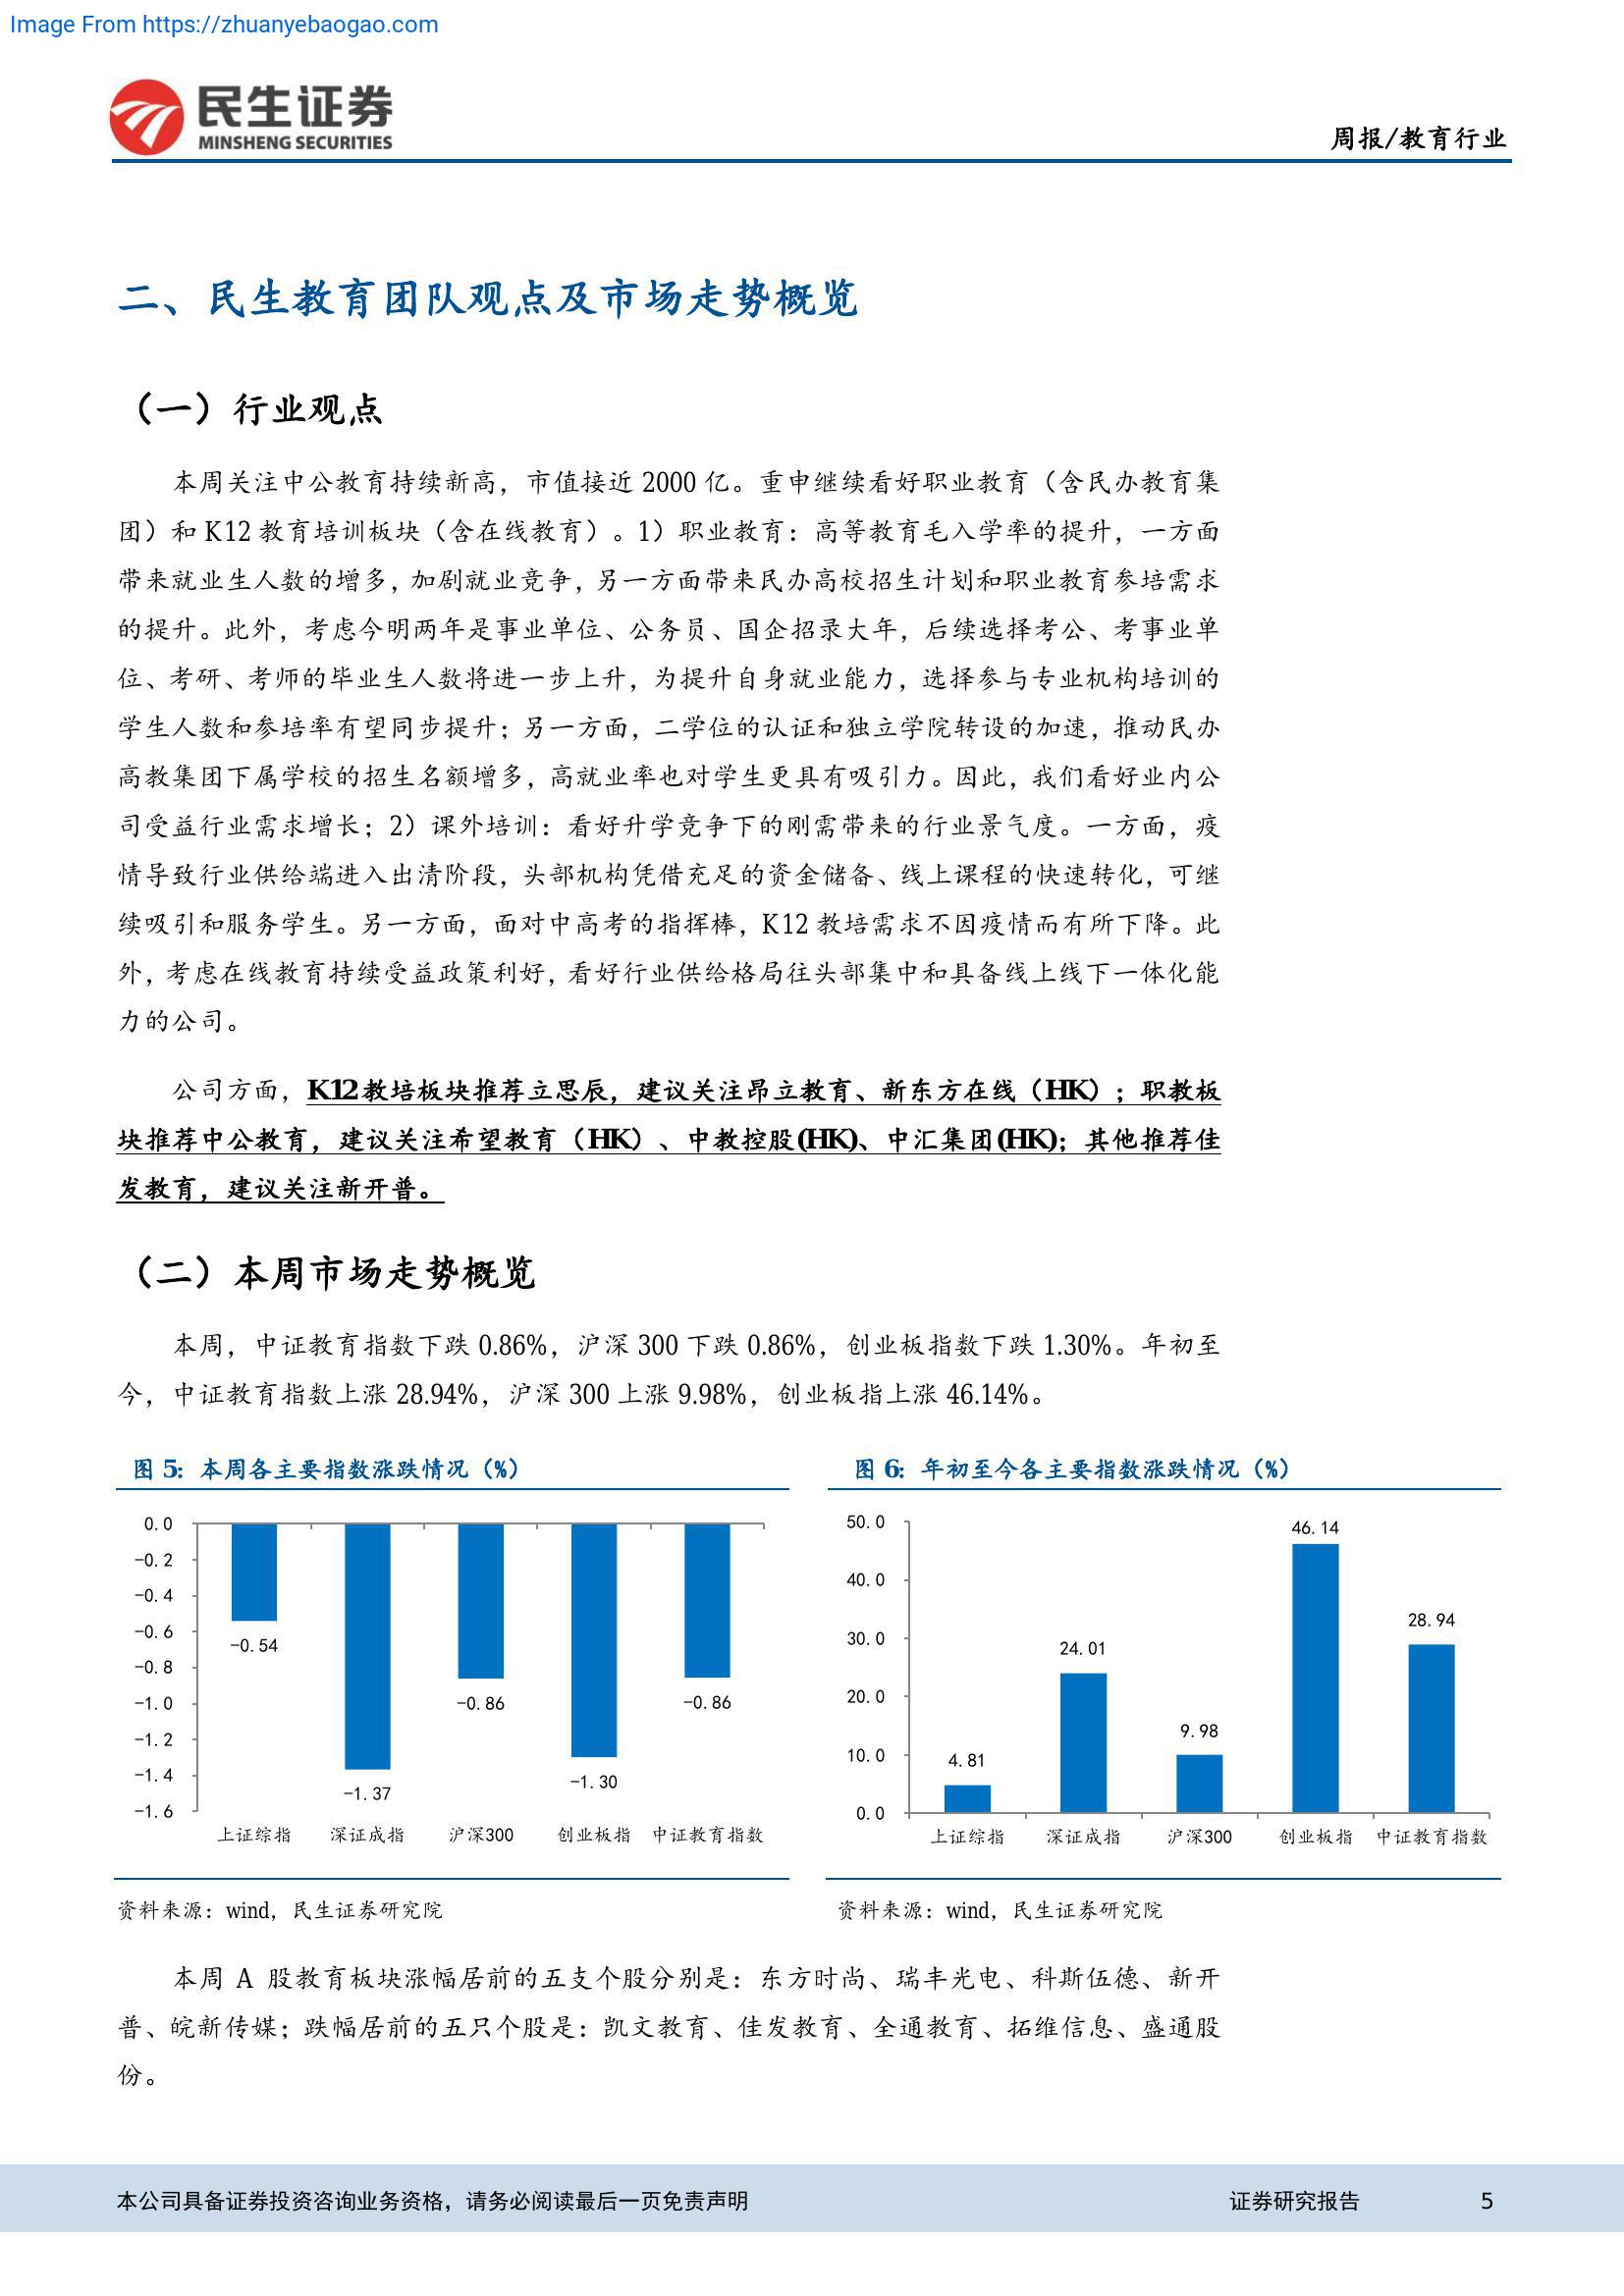 Image From https://zhuanyebaogao.com
民生证券
MINSHENG SECURITIES
周报/教育行业
二、民生教育团队观点及市场走势概览
（一）行业观点
本周关注中公教育持续新高，市值接近 2000 亿。重申继续看好职业教育（含民办教育集
团）和 K12 教育培训板块（含在线教育）。1）职业教育：高等教育毛入学率的提升，一方面
带来就业生人数的增多，加剧就业竞争，另一方面带来民办高校招生计划和职业教育参培需求
的提升。此外，考虑今明两年是事业单位、公务员、国企招录大年，后续选择考公、考事业单
位、考研、考师的毕业生人数将进一步上升，为提升自身就业能力，选择参与专业机构培训的
学生人数和参培率有望同步提升；另一方面，二学位的认证和独立学院转设的加速，推动民办
高教集团下属学校的招生名额增多，高就业率也对学生更具有吸引力。因此，我们看好业内公
司受益行业需求增长；2）课外培训：看好升学竞争下的刚需带来的行业景气度。一方面，疫
情导致行业供给端进入出清阶段，头部机构凭借充足的资金储备、线上课程的快速转化，可继
续吸引和服务学生。另一方面，面对中高考的指挥棒，K12 教培需求不因疫情而有所下降。此
外，考虑在线教育持续受益政策利好，看好行业供给格局往头部集中和具备线上线下一体化能
力的公司。
公司方面，K12教培板块推荐立思辰，建议关注昂立教育、新东方在线（HK）；职教板
块推荐中公教育，建议关注希望教育（HK）、中教控股(HK)、中汇集团(HK)；其他推荐佳
发教育，建议关注新开普。
（二）本周市场走势概览
本周，中证教育指数下跌 0.86%，沪深 300 下跌 0.86%，创业板指数下跌 1.30%。年初至
今，中证教育指数上涨 28.94%，沪深 300 上涨 9.98%，创业板指上涨 46.14%。
图 5：本周各主要指数涨跌情况（%）
0.0
-0.2
-0.4
-0.6
-0.8
-1.0
-1.2
-1.4
-1.6
-0.54
-1.37
-0.86
-1.30
-0.86
上证综指 深证成指 沪深300 创业板指 中证教育指数
资料来源：wind，民生证券研究院
图 6：年初至今各主要指数涨跌情况（%）
50.0
40.0
30.0
20.0
10.0
0.0
4.81
24.01
9.98
46.14
28.94
上证综指 深证成指 沪深300 创业板指 中证教育指数
资料来源：wind，民生证券研究院
本周 A 股教育板块涨幅居前的五支个股分别是：东方时尚、瑞丰光电、科斯伍德、新开
普、皖新传媒；跌幅居前的五只个股是：凯文教育、佳发教育、全通教育、拓维信息、盛通股
份。
本公司具备证券投资咨询业务资格，请务必阅读最后一页免责声明
证券研究报告
5